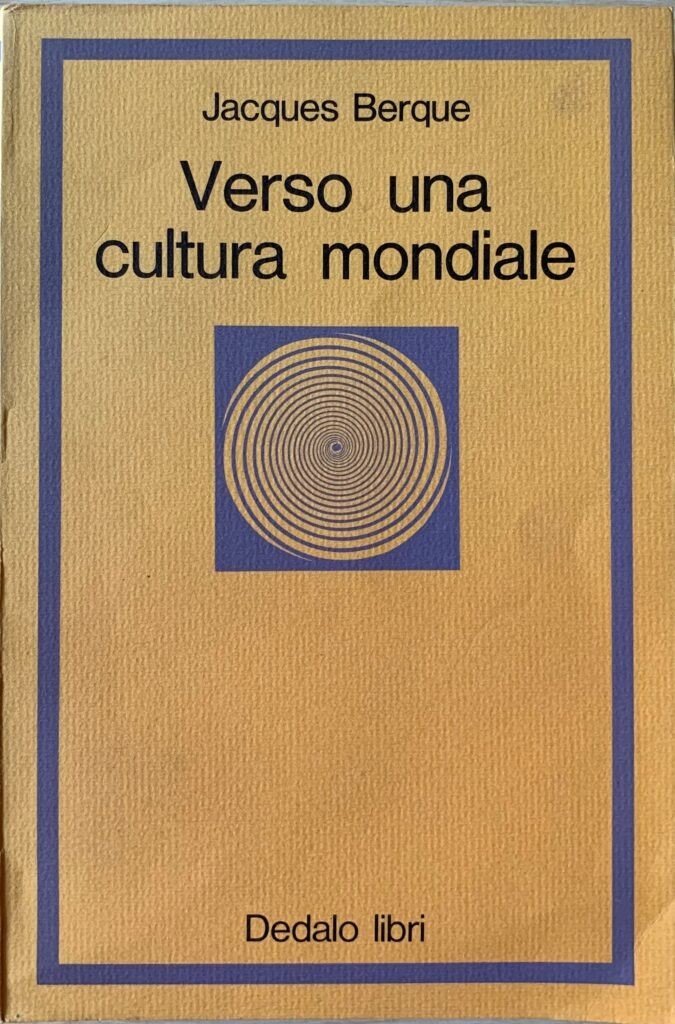 Jacques Berque
Verso una
cultura mondiale
Dedalo libri